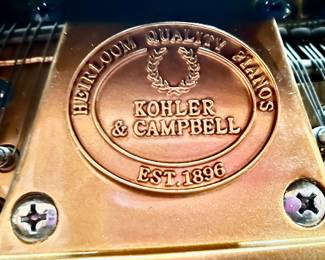 HEIRLOOM QUALITY PIANOS
KOHLER
& CAMPBELL
EST. 1896